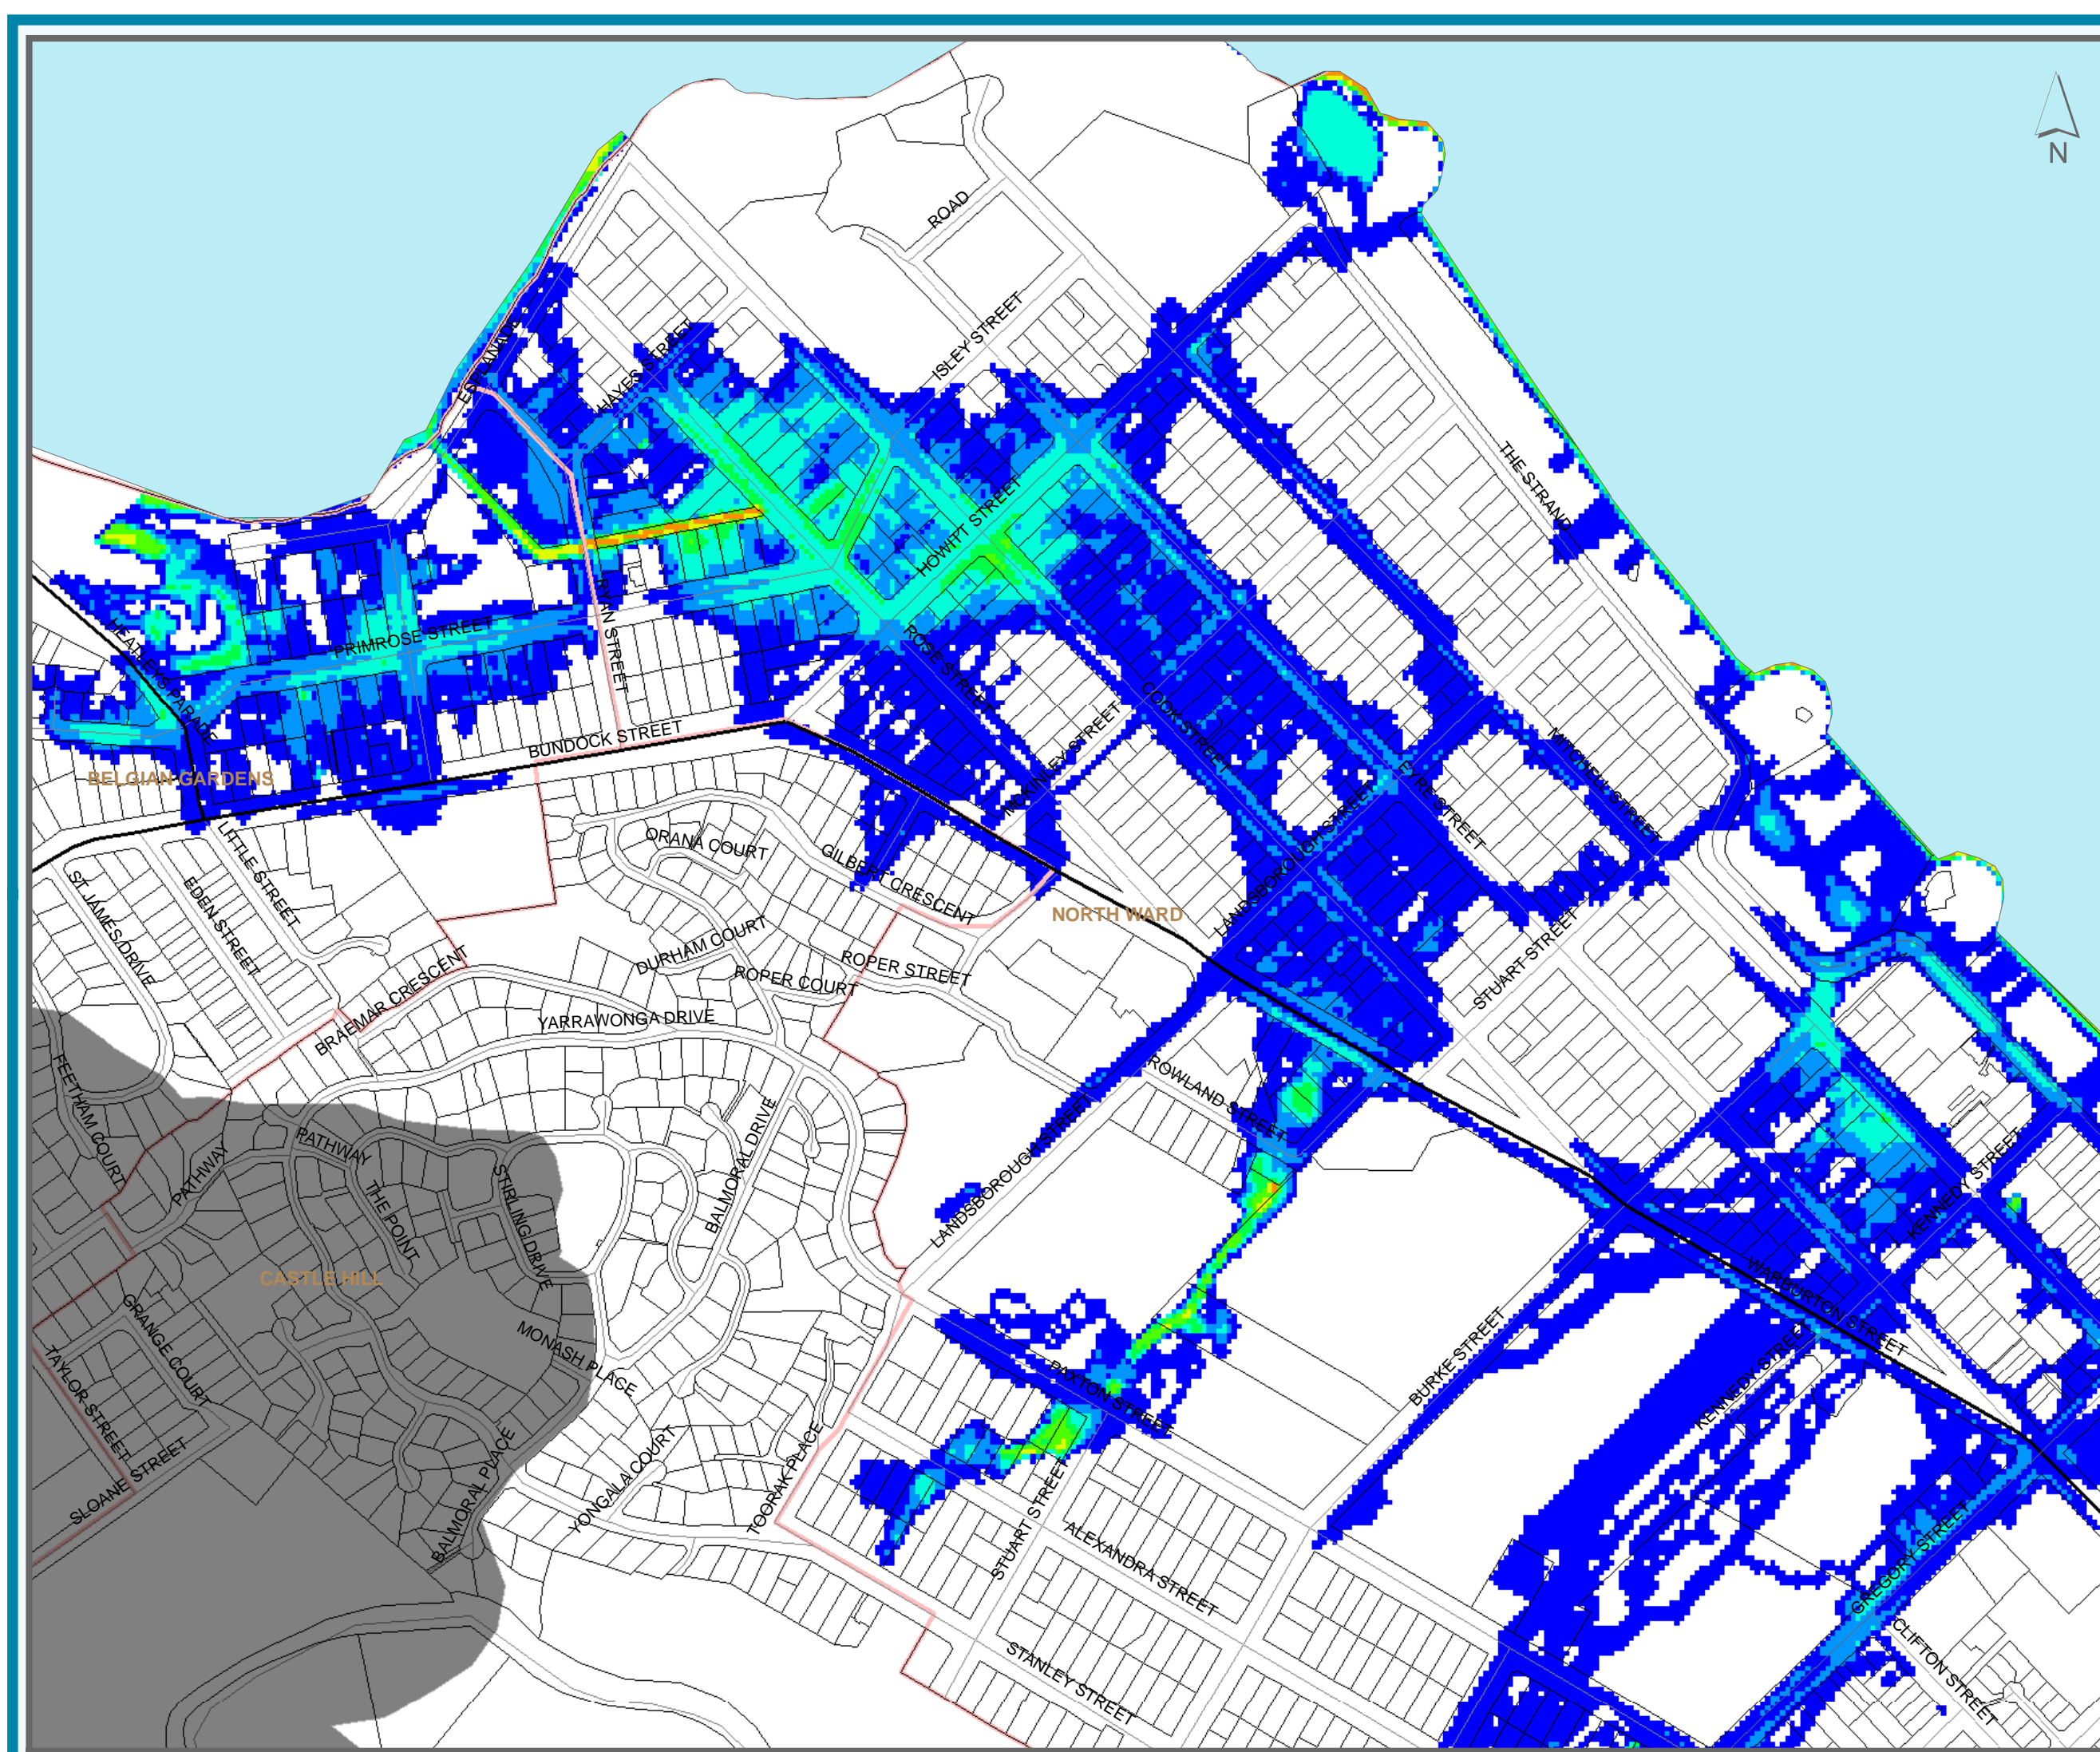 N
ROAD
ISLEY STREET
ESPLANADE
HAYES STREET
THE STRAND
HOWITT STREET
PRIMROSE STREET
RYAN STREET
HEATLEYS PARADE
ROSE STREET
COOK STREET
MCKINLEY STREET
BUNDOCK STREET
MITCHELL STREET
EYRE STREET
BELGIAN GARDENS
LITTLE STREET
ORANA COURT
GILBERT CRESCENT
LANDSBOROUGH STREET
EDEN STREET
ST JAMES DRIVE
NORTH WARD
STUART STREET
DURHAM COURT
ROPER STREET
ROPER COURT
BRAEMAR CRESCENT
YARRAWONGA DRIVE
FEETHAM COURT
ROWLAND STREET
PATHWAY
PATHWAY
BALMORAL DRIVE
LANDSBOROUGH STREET
KENNEDY STREET
THE POINT
STIRLING DRIVE
CASTLE HILL
WARBURTON STREET
GRANGE COURT
MONASH PLACE
PAXTON STREET
BURKE STREET
KENNEDY STREET
TAYLOR STREET
SLOANE STREET
BALMORAL PLACE
YONGALA COURT
TOORAK PLACE
STUART STREET
ALEXANDRA STREET
GREGORY STREET
CLIFTON STREET
STANLEY STREET